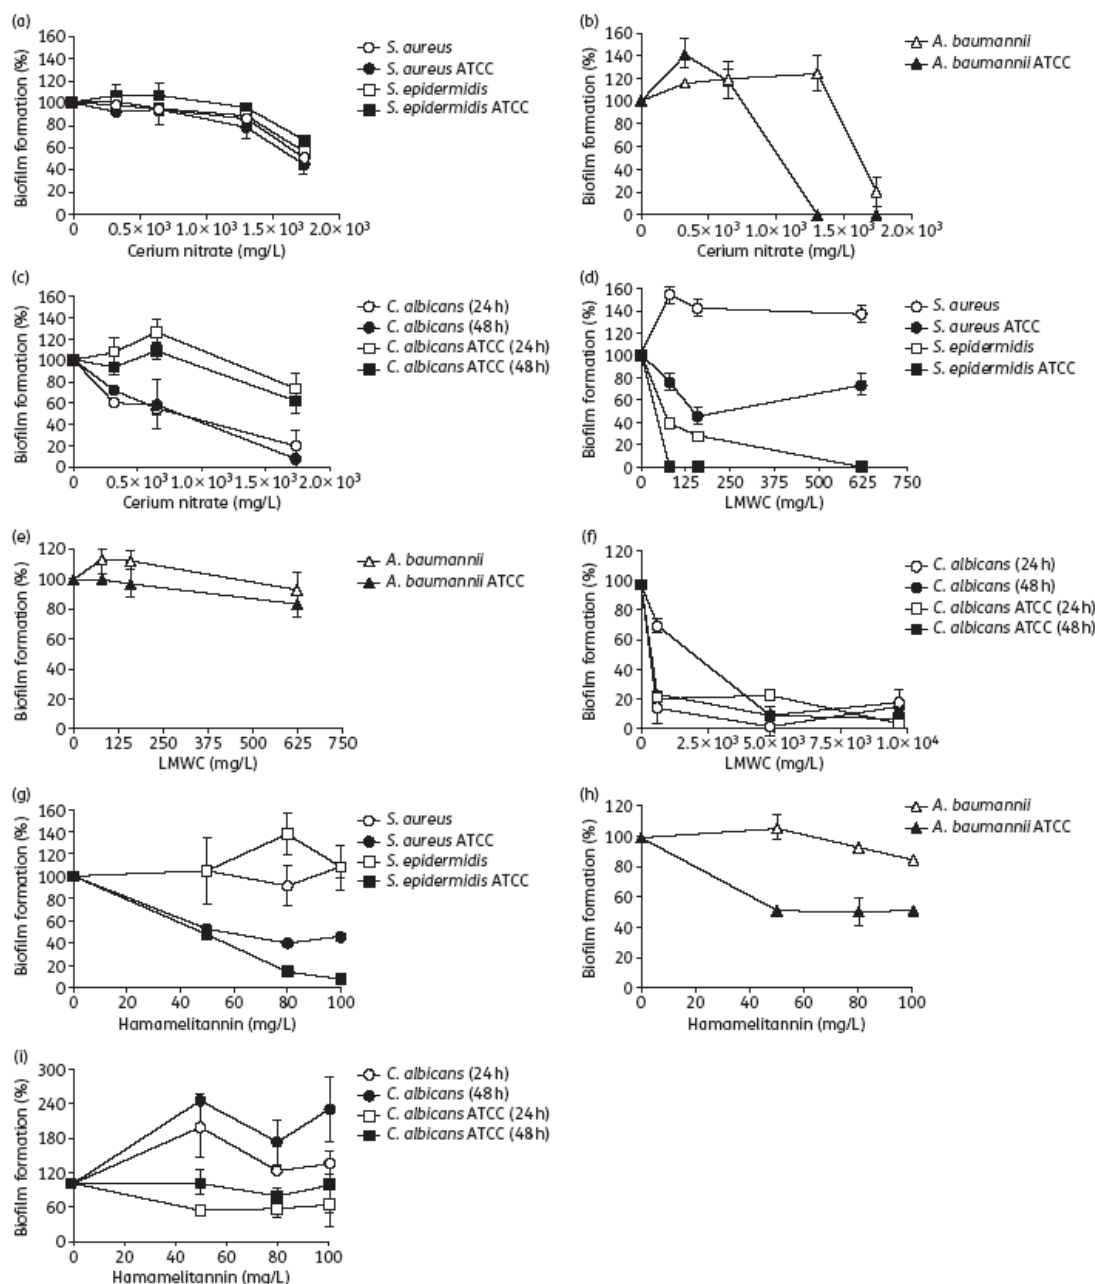 (a)
160
140
120
100
80
60
40
20
0
Biofilm formation (%)
0 0.5×10³ 1.0×10³ 1.5×10³ 2.0×10³
Cerium nitrate (mg/L)
S. aureus
S. aureus ATCC
S. epidermidis
S. epidermidis ATCC
(b)
160
140
120
100
80
60
40
20
0
Biofilm formation (%)
0 0.5×10³ 1.0×10³ 1.5×10³ 2.0×10³
Cerium nitrate (mg/L)
A. baumannii
A. baumannii ATCC
(c)
160
140
120
100
80
60
40
20
0
Biofilm formation (%)
0 0.5×10³ 1.0×10³ 1.5×10³ 2.0×10³
Cerium nitrate (mg/L)
C. albicans (24 h)
C. albicans (48 h)
C. albicans ATCC (24 h)
C. albicans ATCC (48 h)
(d)
160
140
120
100
80
60
40
20
0
Biofilm formation (%)
0 125 250 375 500 625 750
LMWC (mg/L)
S. aureus
S. aureus ATCC
S. epidermidis
S. epidermidis ATCC
(e)
120
100
80
60
40
20
0
Biofilm formation (%)
0 125 250 375 500 625 750
LMWC (mg/L)
A. baumannii
A. baumannii ATCC
(f)
120
100
80
60
40
20
0
Biofilm formation (%)
0 2.5×10³ 5.0×10³ 7.5×10³ 1.0×10⁴
LMWC (mg/L)
C. albicans (24 h)
C. albicans (48 h)
C. albicans ATCC (24 h)
C. albicans ATCC (48 h)
(g)
160
140
120
100
80
60
40
20
0
Biofilm formation (%)
0 20 40 60 80 100
Hamamelitannin (mg/L)
S. aureus
S. aureus ATCC
S. epidermidis
S. epidermidis ATCC
(h)
120
100
80
60
40
20
0
Biofilm formation (%)
0 20 40 60 80 100
Hamamelitannin (mg/L)
A. baumannii
A. baumannii ATCC
(i)
300
240
180
120
60
0
Biofilm formation (%)
0 20 40 60 80 100
Hamamelitannin (mg/L)
C. albicans (24 h)
C. albicans (48 h)
C. albicans ATCC (24 h)
C. albicans ATCC (48 h)